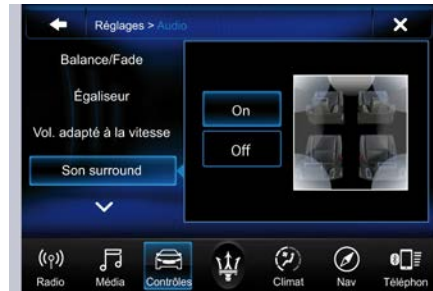 Réglages > Audio
Balance/Fade
Égaliseur
Vol. adapté à la vitesse
Son surround
On
Off
Radio
Média
Contrôles
Climat
Nav
Téléphon